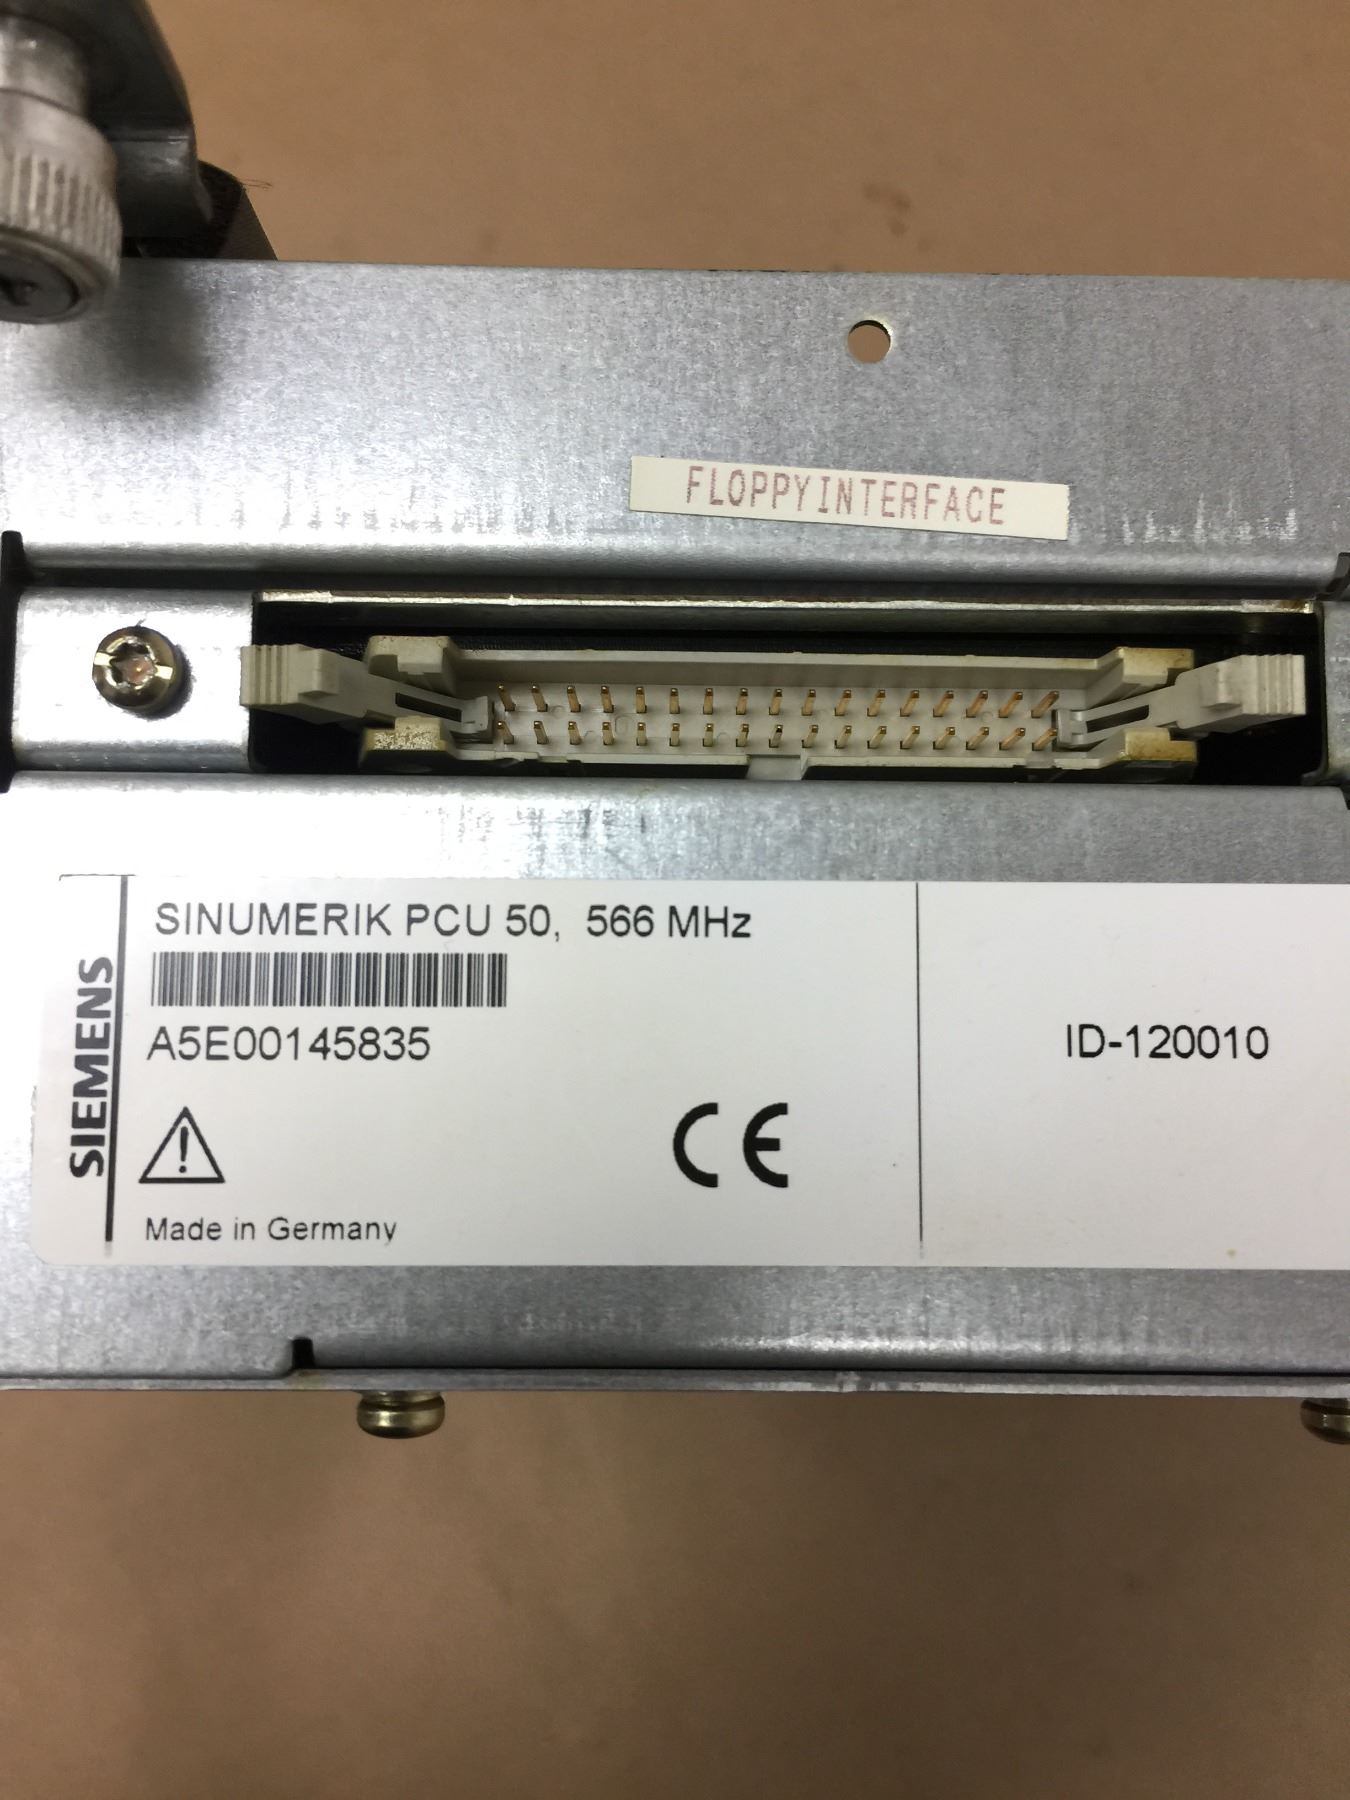 FLOPPYINTERFACE
SIEMENS
SINUMERIK PCU 50, 566 MHz
A5E00145835
ID-120010
CE
Made in Germany